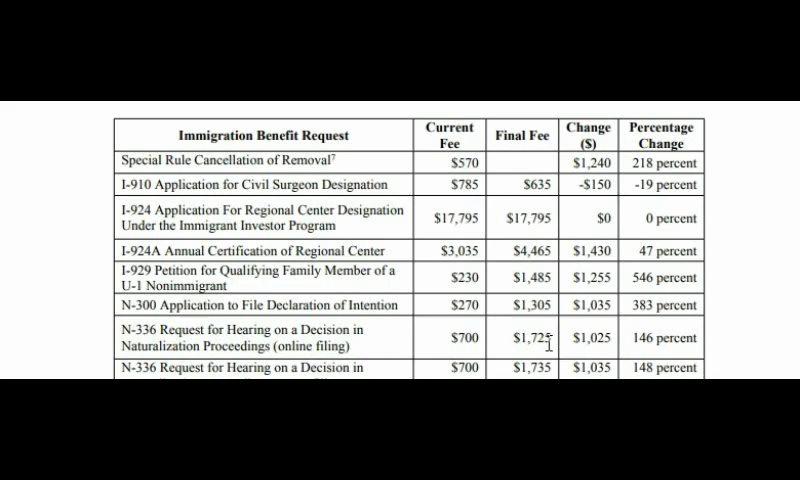 Immigration Benefit Request Current Fee Final Fee Change ($) Percentage Change
Special Rule Cancellation of Removal7 $570 $1,240 218 percent
I-910 Application for Civil Surgeon Designation $785 $635 -$150 -19 percent
I-924 Application For Regional Center Designation
Under the Immigrant Investor Program $17,795 $17,795 $0 0 percent
I-924A Annual Certification of Regional Center $3,035 $4,465 $1,430 47 percent
I-929 Petition for Qualifying Family Member of a
U-1 Nonimmigrant $230 $1,485 $1,255 546 percent
N-300 Application to File Declaration of Intention $270 $1,305 $1,035 383 percent
N-336 Request for Hearing on a Decision in
Naturalization Proceedings (online filing) $700 $1,725 $1,025 146 percent
N-336 Request for Hearing on a Decision in $700 $1,735 $1,035 148 percent